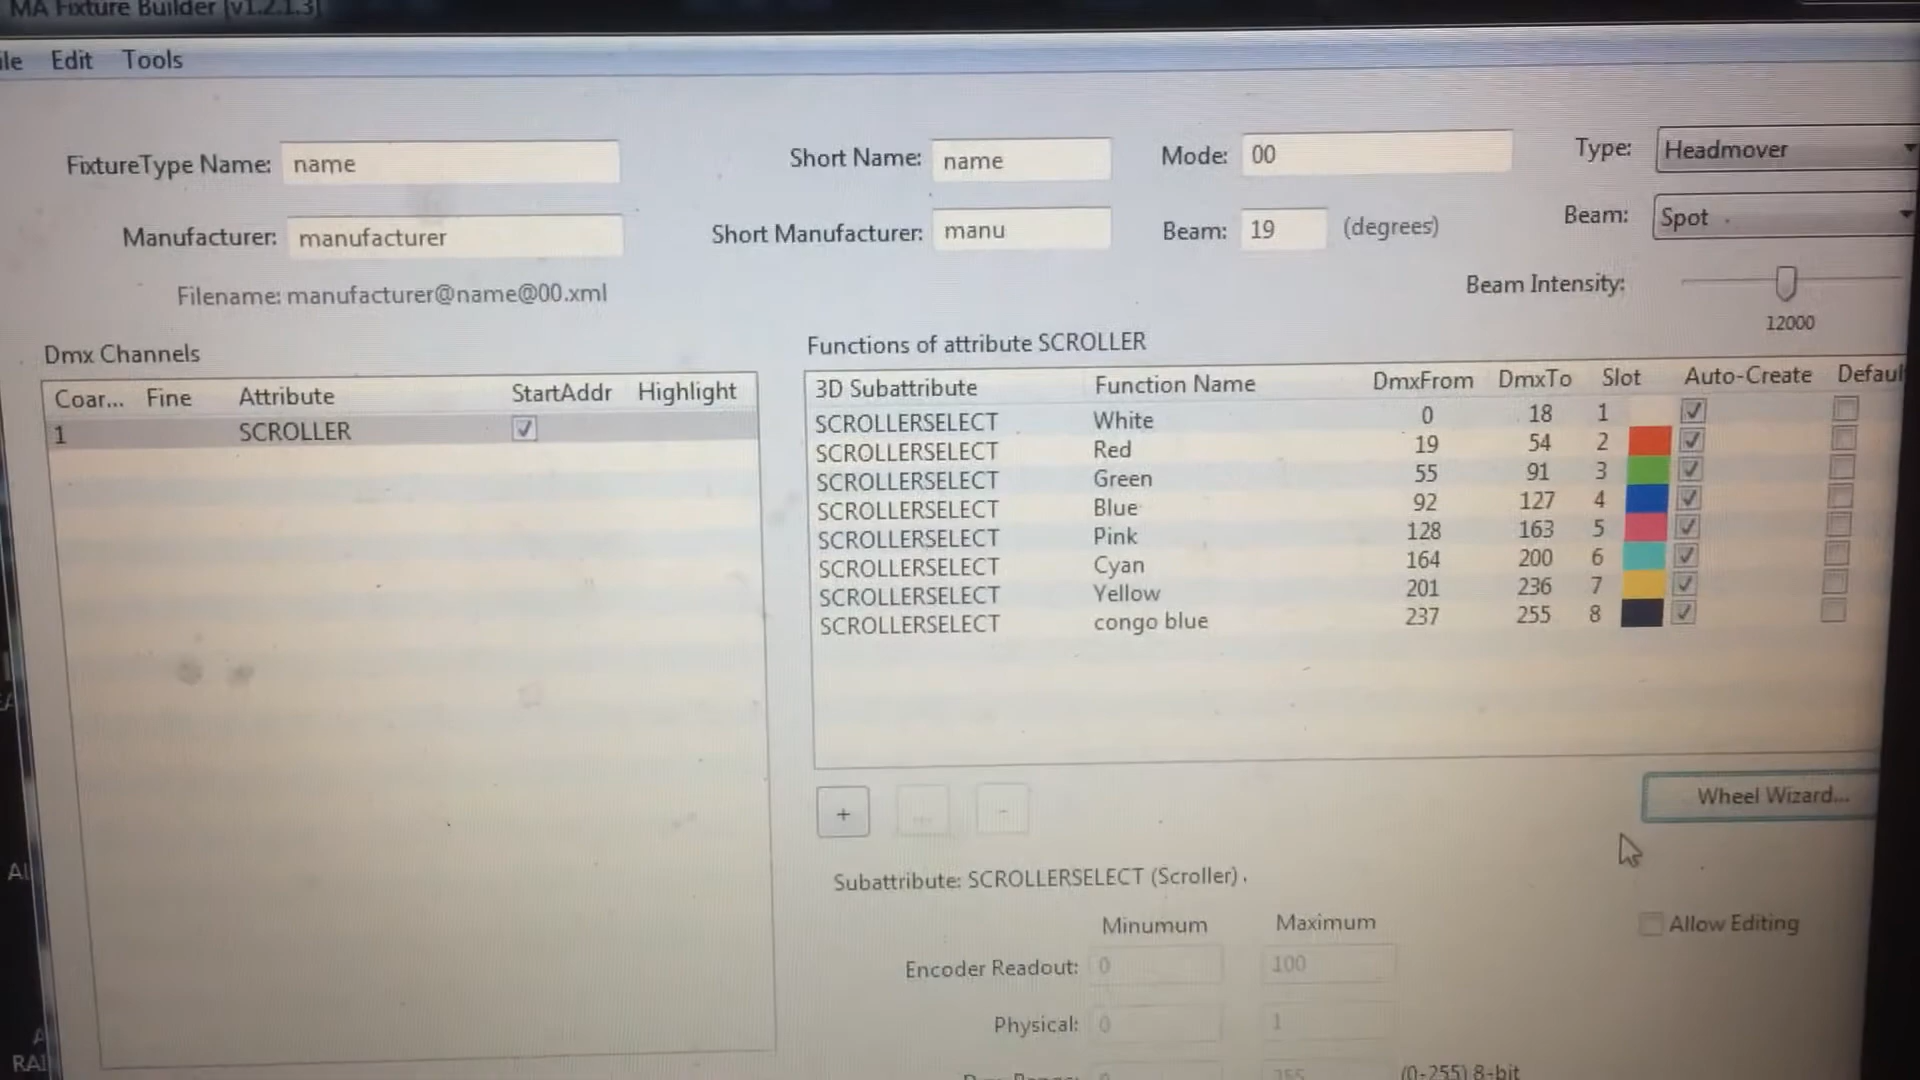 MA Fixture Builder [v1.2.1.3]
Edit Tools
FixtureType Name: name Short Name: name Mode: 00 Type: Headmover
Manufacturer: manufacturer Short Manufacturer: manu Beam: 19 (degrees) Beam: Spot
Filename: manufacturer@name@00.xml Beam Intensity:
12000
Dmx Channels Functions of attribute SCROLLER
Coar... Fine Attribute StartAddr Highlight
1 SCROLLER
3D Subattribute Function Name DmxFrom DmxTo Slot Auto-Create Defaul
SCROLLERSELECT White 0 18 1
SCROLLERSELECT Red 19 54 2
SCROLLERSELECT Green 55 91 3
SCROLLERSELECT Blue 92 127 4
SCROLLERSELECT Pink 128 163 5
SCROLLERSELECT Cyan 164 200 6
SCROLLERSELECT Yellow 201 236 7
SCROLLERSELECT congo blue 237 255 8
+ ... - Wheel Wizard...
Subattribute: SCROLLERSELECT (Scroller) .
Minumum Maximum Allow Editing
Encoder Readout: 0 100
Physical: 0 1
255 (0-255) 8-bit